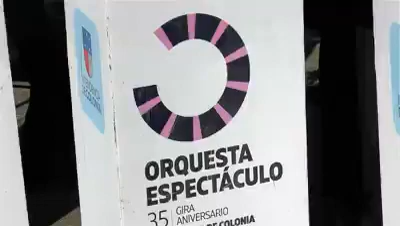 ORQUESTA
ESPECTÁCULO
35 GIRA
ANIVERSARIO
DE COLONIA